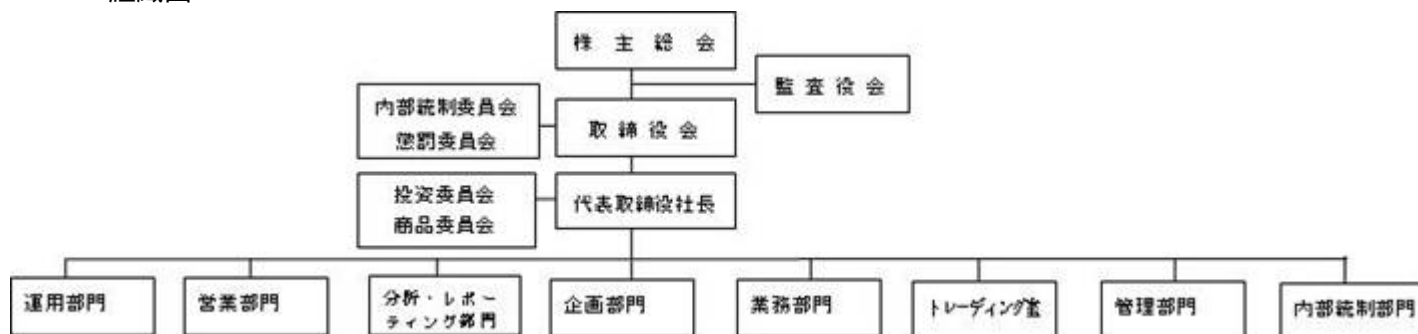 株主総会
監査役会
内部統制委員会
懲罰委員会
取締役会
投資委員会
商品委員会
代表取締役社長
運用部門
営業部門
分析・レポー
ティング部門
企画部門
業務部門
トレーディング室
管理部門
内部統制部門